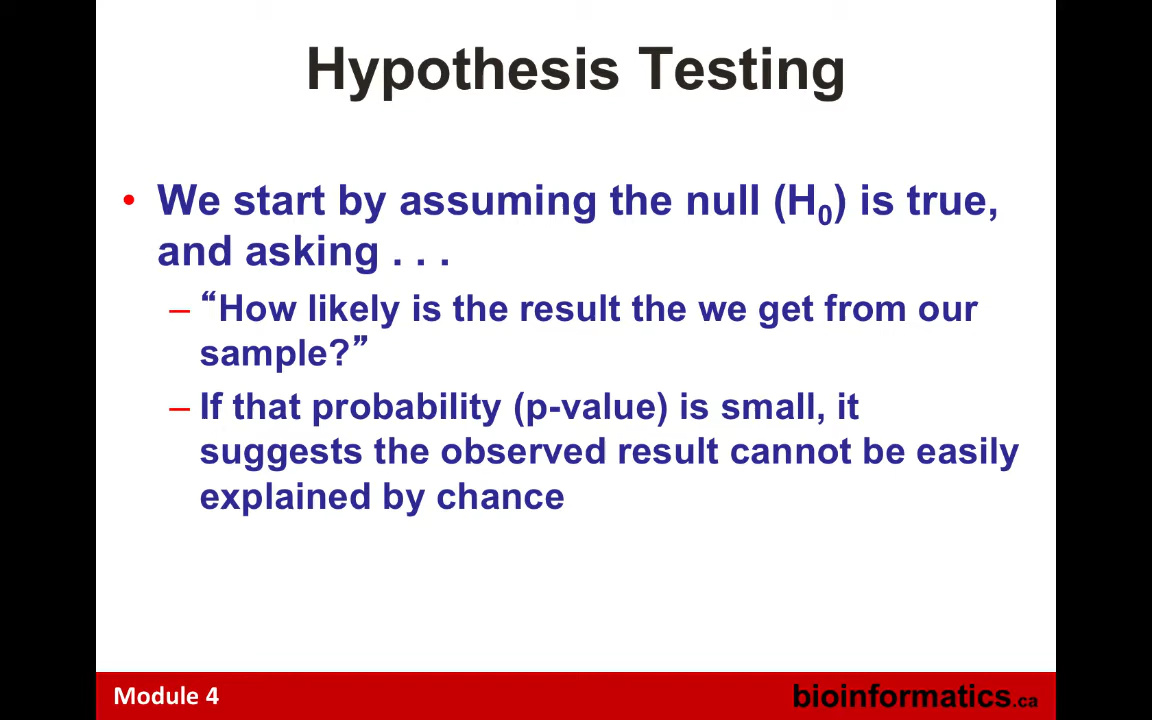 Hypothesis Testing
• We start by assuming the null (H₀) is true,
and asking . . .
– “How likely is the result the we get from our
sample?”
– If that probability (p-value) is small, it
suggests the observed result cannot be easily
explained by chance
Module 4
bioinformatics.ca